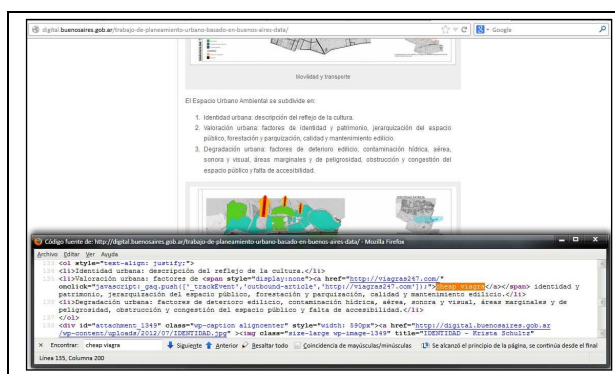 digital.buenosaires.gob.ar/trabajo-de-planeamiento-urbano-basado-en-buenos-aires-data/
Google
Movilidad y transporte
El Espacio Urbano Ambiental se subdivide en:
1. Identidad urbana: descripción del reflejo de la cultura.
2. Valoración urbana: factores de identidad y patrimonio, jerarquización del espacio
público, forestación y parquización, calidad y mantenimiento edilicio.
3. Degradación urbana: factores de deterioro edilicio, contaminación hídrica, aérea,
sonora y visual, áreas marginales y de peligrosidad, obstrucción y congestión del
espacio público y falta de accesibilidad.
Código fuente de: http://digital.buenosaires.gob.ar/trabajo-de-planeamiento-urbano-basado-en-buenos-aires-data/ - Mozilla Firefox
Archivo Editar Ver Ayuda
133 <ol style="text-align: justify;">
134 <li>Identidad urbana: descripción del reflejo de la cultura.</li>
135 <li>Valoración urbana: factores de <span style="display:none"><a href="http://viagras247.com/"
onclick="javascript:_gaq.push(['_trackEvent','outbound-article','http://viagras247.com']);">cheap viagra</a></span> identidad y
patrimonio, jerarquización del espacio público, forestación y parquización, calidad y mantenimiento edilicio.</li>
136 <li>Degradación urbana: factores de deterioro edilicio, contaminación hídrica, aérea, sonora y visual, áreas marginales y de
peligrosidad, obstrucción y congestión del espacio público y falta de accesibilidad.</li>
137 </ol>
138 <div id="attachment_1349" class="wp-caption aligncenter" style="width: 590px"><a href="http://digital.buenosaires.gob.ar
/wp-content/uploads/2012/07/IDENTIDAD.jpg" ><img class="size-large wp-image-1349" title="IDENTIDAD - Krista Schultz"
Encontrar: cheap viagra Siguiente Anterior Resaltar todo Coincidencia de mayúsculas/minúsculas Se alcanzó el principio de la página, se continúa desde el final
Línea 135, Columna 200